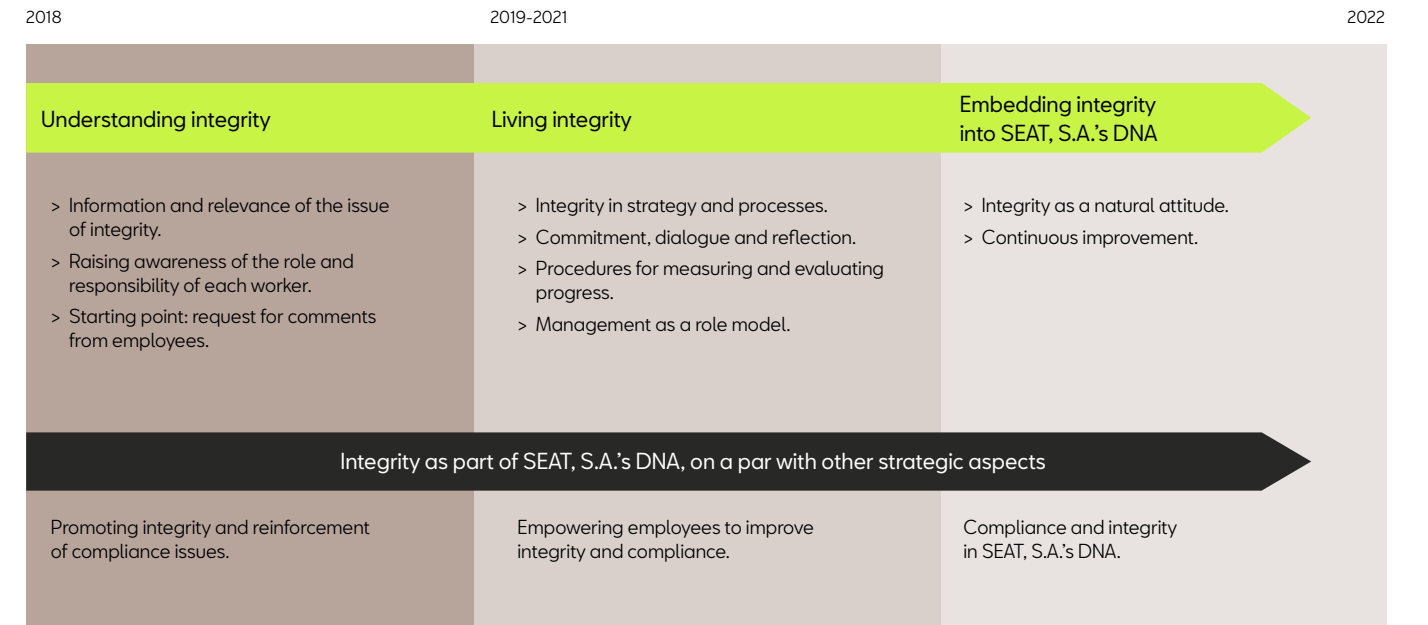 2018
2019-2021
2022
Understanding integrity
Living integrity
Embedding integrity
into SEAT, S.A.’s DNA
> Information and relevance of the issue
of integrity.
> Raising awareness of the role and
responsibility of each worker.
> Starting point: request for comments
from employees.
> Integrity in strategy and processes.
> Commitment, dialogue and reflection.
> Procedures for measuring and evaluating
progress.
> Management as a role model.
> Integrity as a natural attitude.
> Continuous improvement.
Integrity as part of SEAT, S.A.’s DNA, on a par with other strategic aspects
Promoting integrity and reinforcement
of compliance issues.
Empowering employees to improve
integrity and compliance.
Compliance and integrity
in SEAT, S.A.’s DNA.